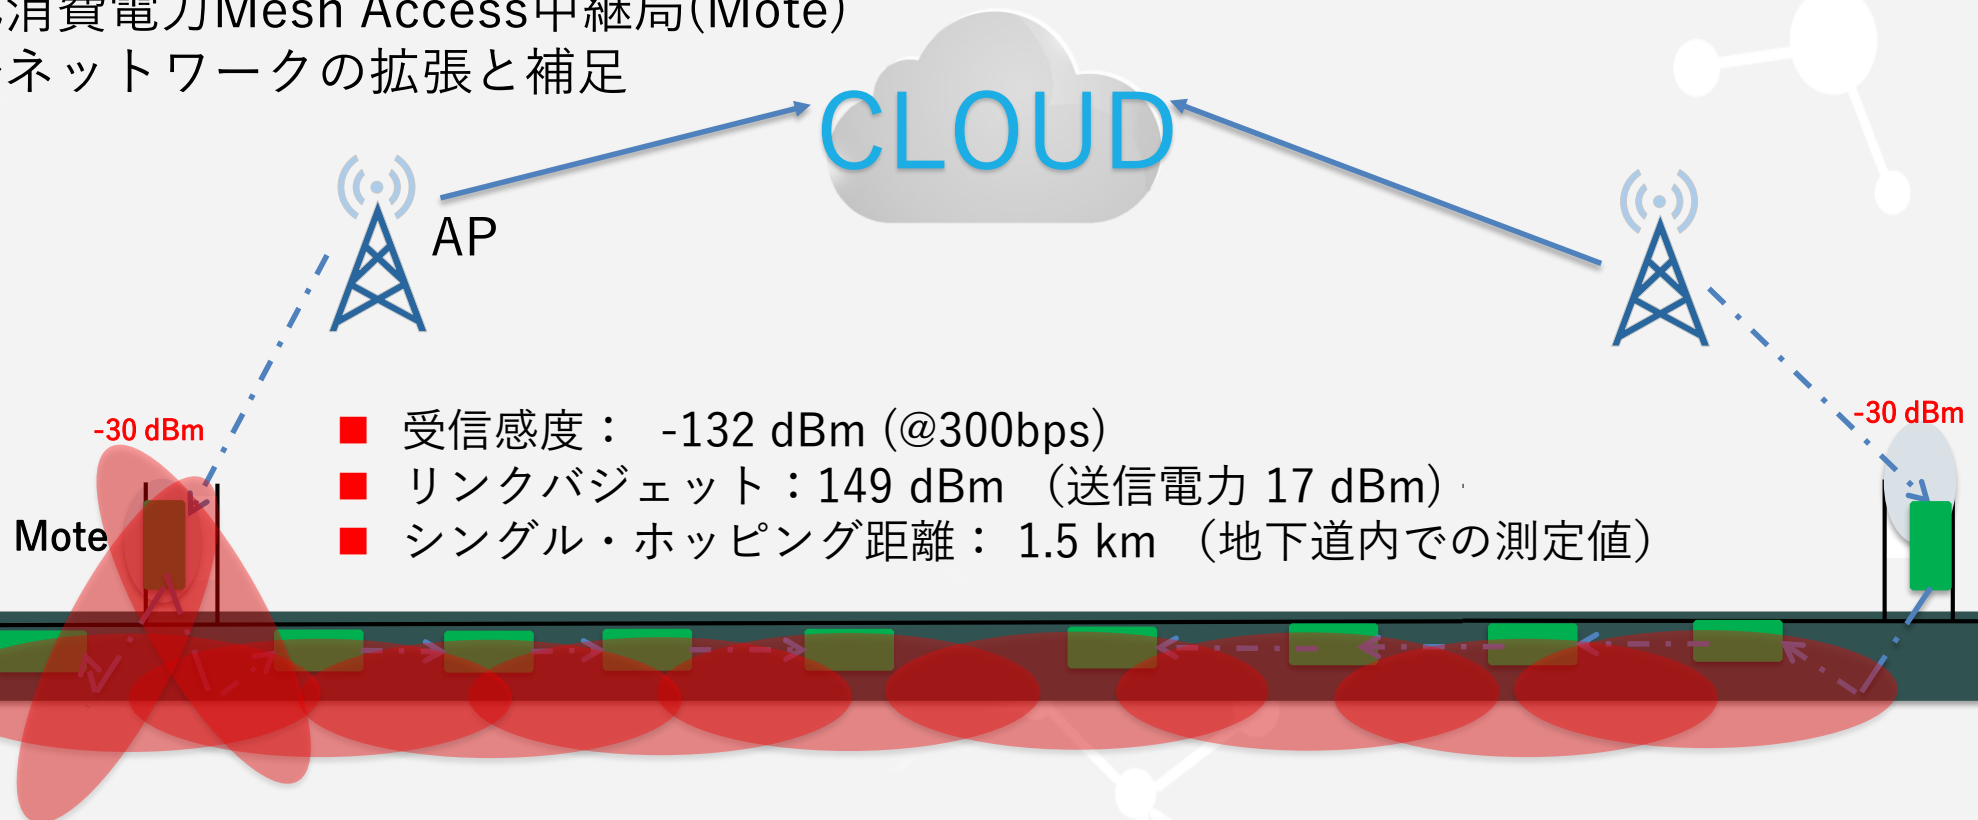 消費電力Mesh Access中継局(Mote)
ネットワークの拡張と補足
CLOUD
AP
-30 dBm
-30 dBm
■ 受信感度： -132 dBm (@300bps)
■ リンクバジェット：149 dBm （送信電力 17 dBm）
■ シングル・ホッピング距離： 1.5 km （地下道内での測定値）
Mote